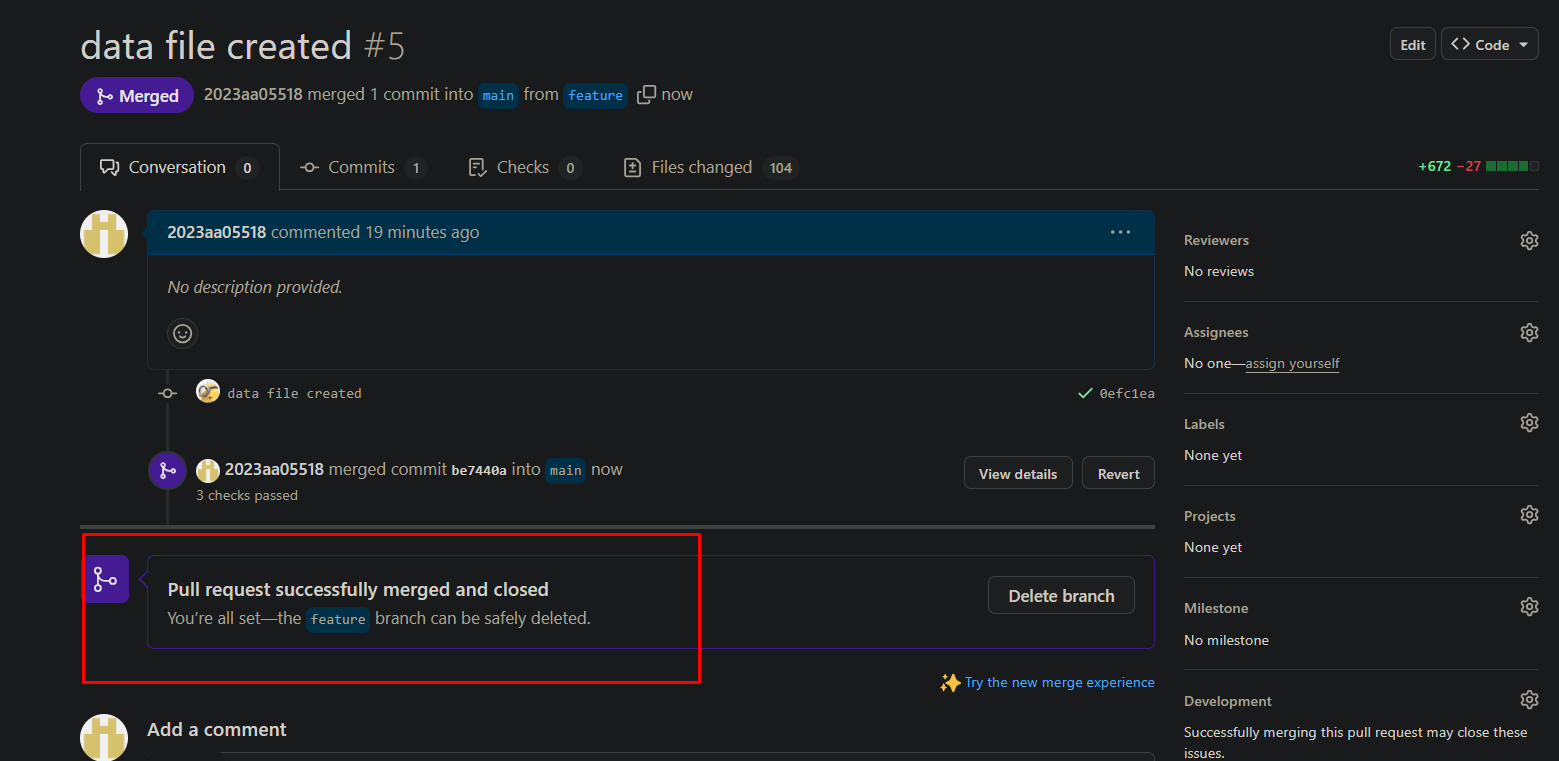 data file created #5
Edit
Code
Merged
2023aa05518 merged 1 commit into main from feature now
Conversation 0
Commits 1
Checks 0
Files changed 104
+672 −27
2023aa05518 commented 19 minutes ago
No description provided.
data file created
0efc1ea
2023aa05518 merged commit be7440a into main now
3 checks passed
View details
Revert
Pull request successfully merged and closed
You’re all set—the feature branch can be safely deleted.
Delete branch
Try the new merge experience
Add a comment
Reviewers
No reviews
Assignees
No one—assign yourself
Labels
None yet
Projects
None yet
Milestone
No milestone
Development
Successfully merging this pull request may close these
issues.